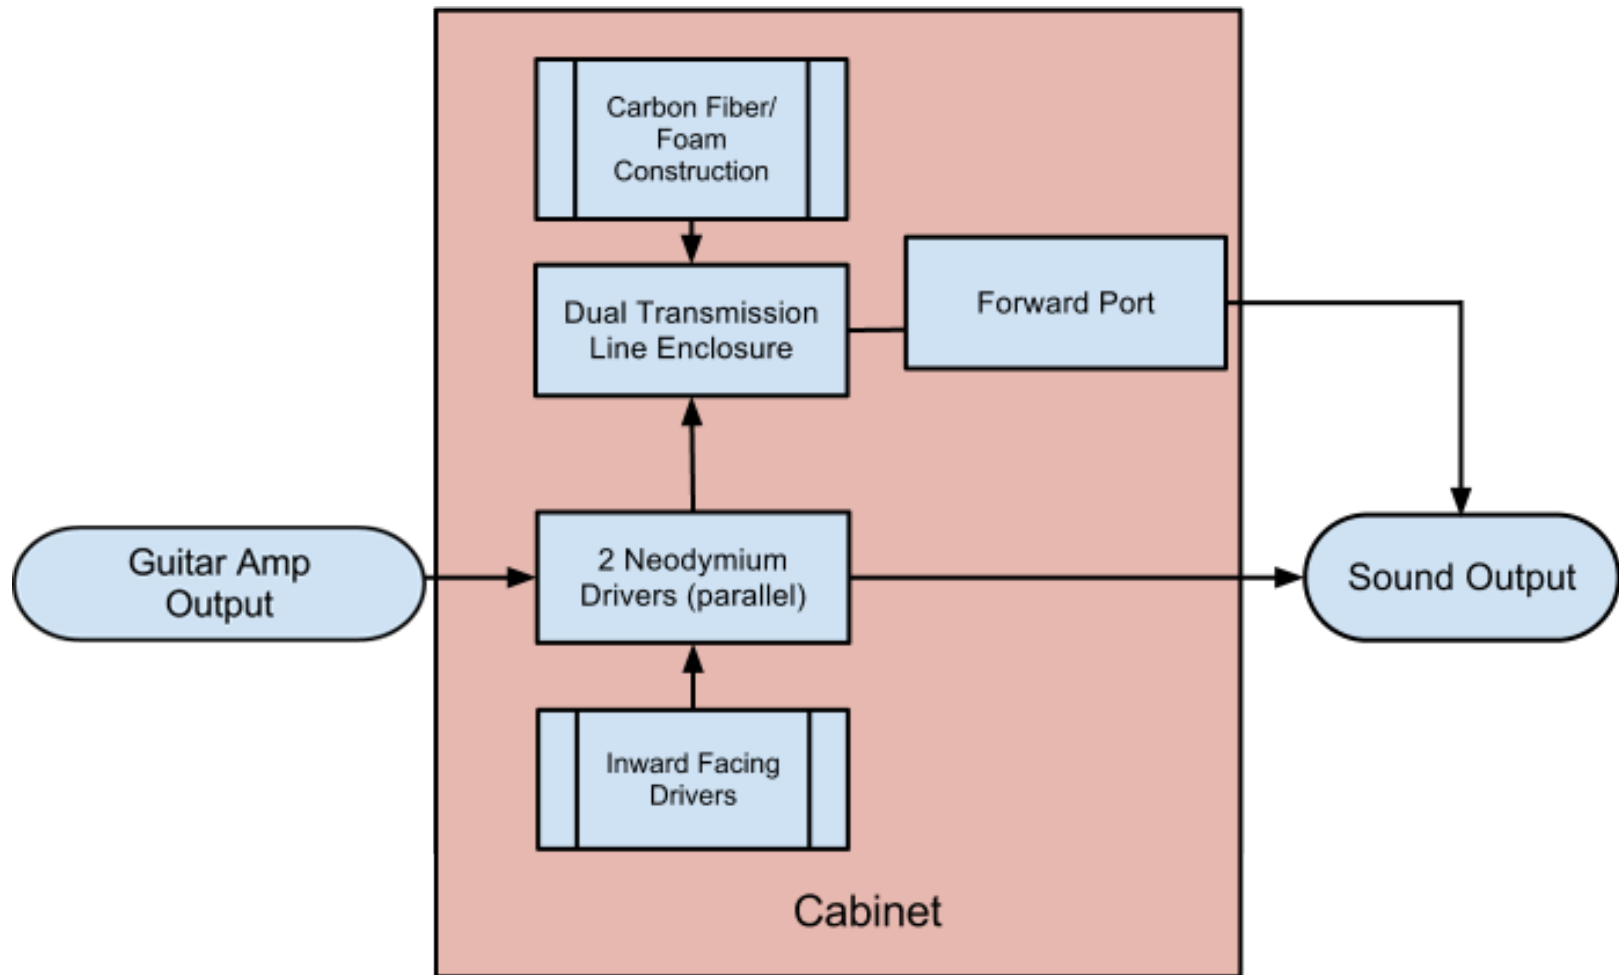 Carbon Fiber/
Foam
Construction
Dual Transmission
Line Enclosure
Forward Port
Guitar Amp
Output
2 Neodymium
Drivers (parallel)
Sound Output
Inward Facing
Drivers
Cabinet